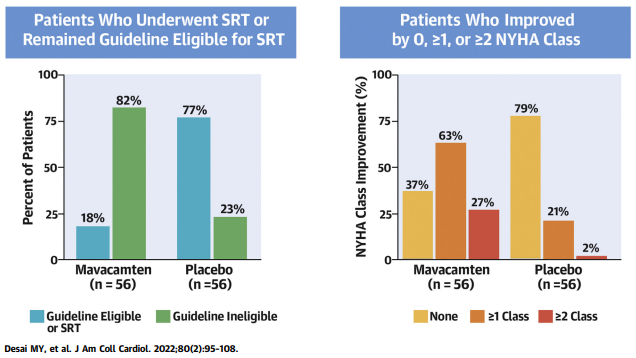 Patients Who Underwent SRT or
Remained Guideline Eligible for SRT
100
75
50
25
0
Percent of Patients
18%
82%
77%
23%
Mavacamten
(n = 56)
Placebo
(n =56)
Guideline Eligible
or SRT
Guideline Ineligible
Patients Who Improved
by 0, ≥1, or ≥2 NYHA Class
100
75
50
25
0
NYHA Class Improvement (%)
37%
63%
27%
79%
21%
2%
Mavacamten
(n = 56)
Placebo
(n =56)
None
≥1 Class
≥2 Class
Desai MY, et al. J Am Coll Cardiol. 2022;80(2):95-108.